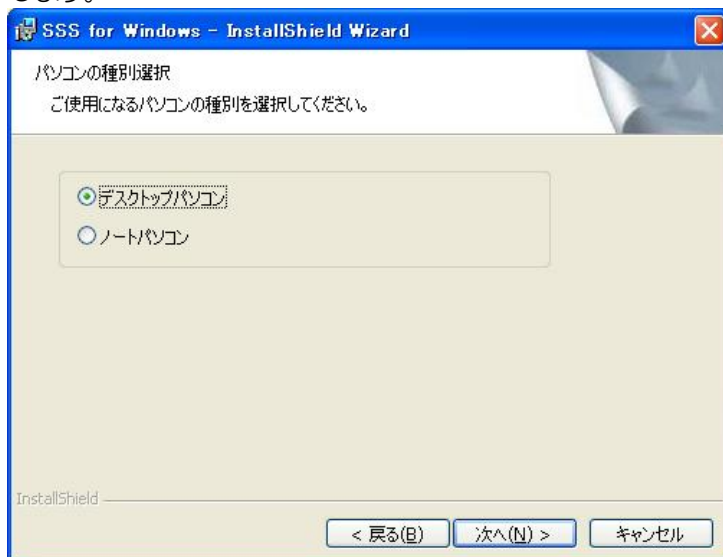 します。
SSS for Windows - InstallShield Wizard
パソコンの種別選択
ご使用になるパソコンの種別を選択してください。
デスクトップパソコン
ノートパソコン
InstallShield
< 戻る(B)
次へ(N) >
キャンセル